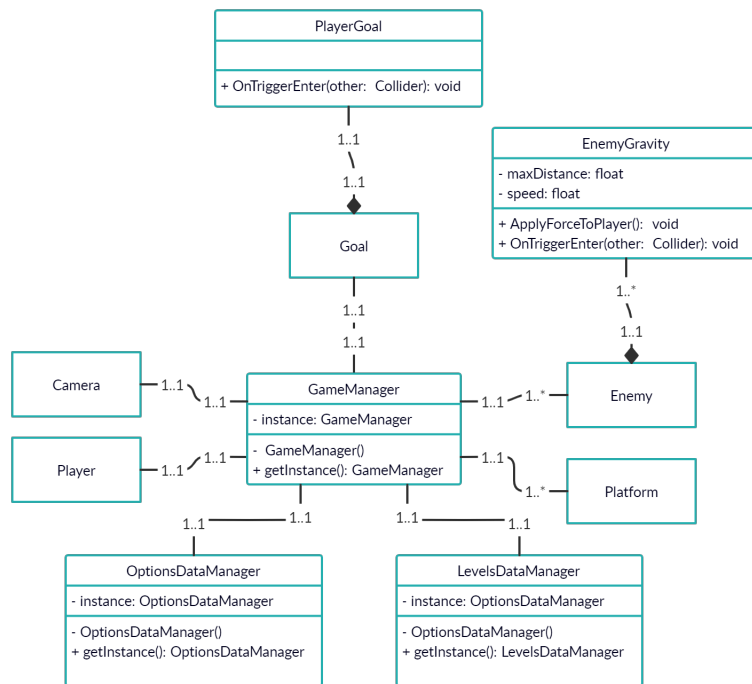 PlayerGoal
+ OnTriggerEnter(other: Collider): void
1..1
1..1
EnemyGravity
- maxDistance: float
- speed: float
+ ApplyForceToPlayer(): void
+ OnTriggerEnter(other: Collider): void
Goal
1..*
1..1
1..1
1..1
Camera
1..1
1..1
GameManager
- instance: GameManager
- GameManager()
+ getInstance(): GameManager
1..1
1..*
Enemy
Player
1..1
1..1
1..1
1..*
Platform
1..1
1..1
1..1
1..1
OptionsDataManager
- instance: OptionsDataManager
- OptionsDataManager()
+ getInstance(): OptionsDataManager
LevelsDataManager
- instance: OptionsDataManager
- OptionsDataManager()
+ getInstance(): LevelsDataManager